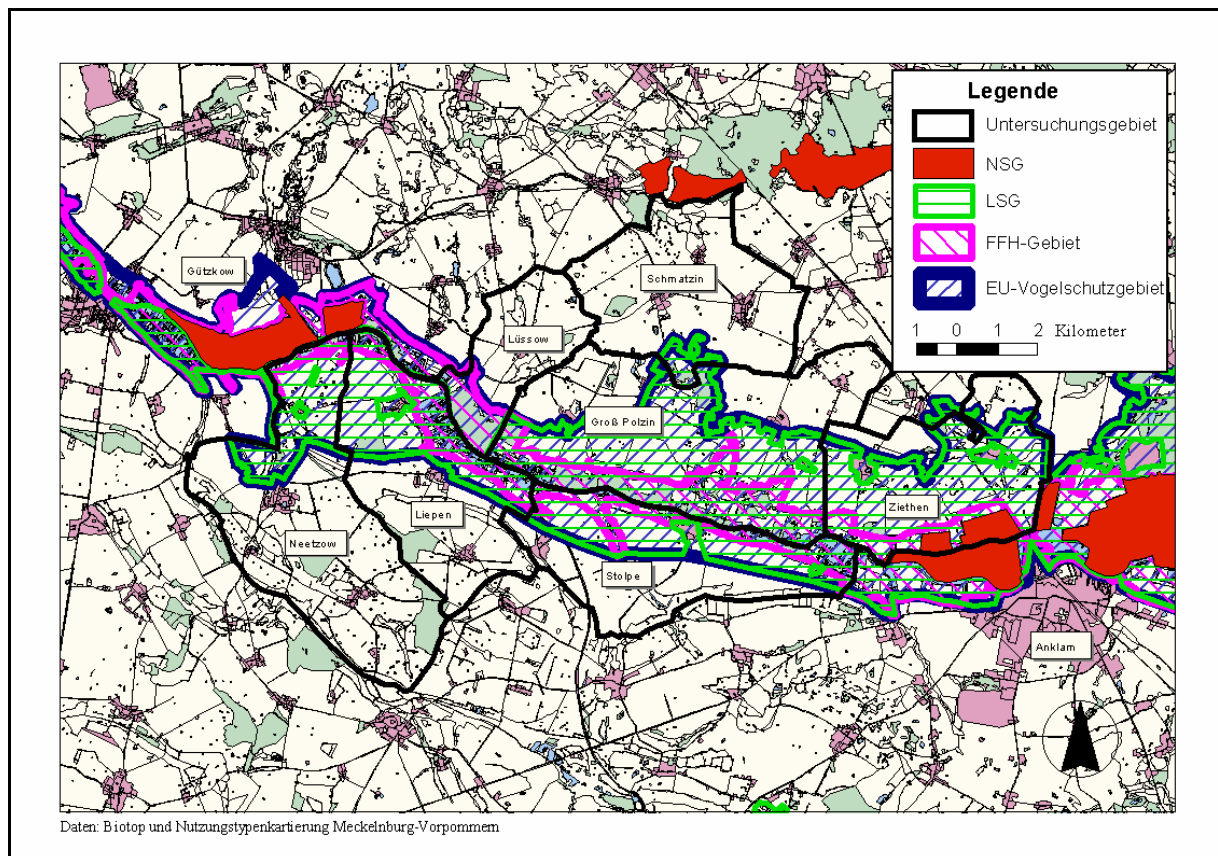 Legende
Untersuchungsgebiet
NSG
LSG
FFH-Gebiet
EU-Vogelschutzgebiet
1 0 1 2 Kilometer
Gützkow
Schmatzin
Lüssow
Groß Polzin
Ziethen
Liepen
Neetzow
Stolpe
Anklam
Daten: Biotop und Nutzungstypenkartierung Mecklenburg-Vorpommern